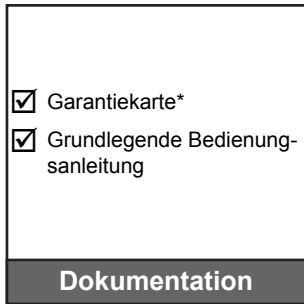 Garantiekarte*
Grundlegende Bedienung-
sanleitung
Dokumentation